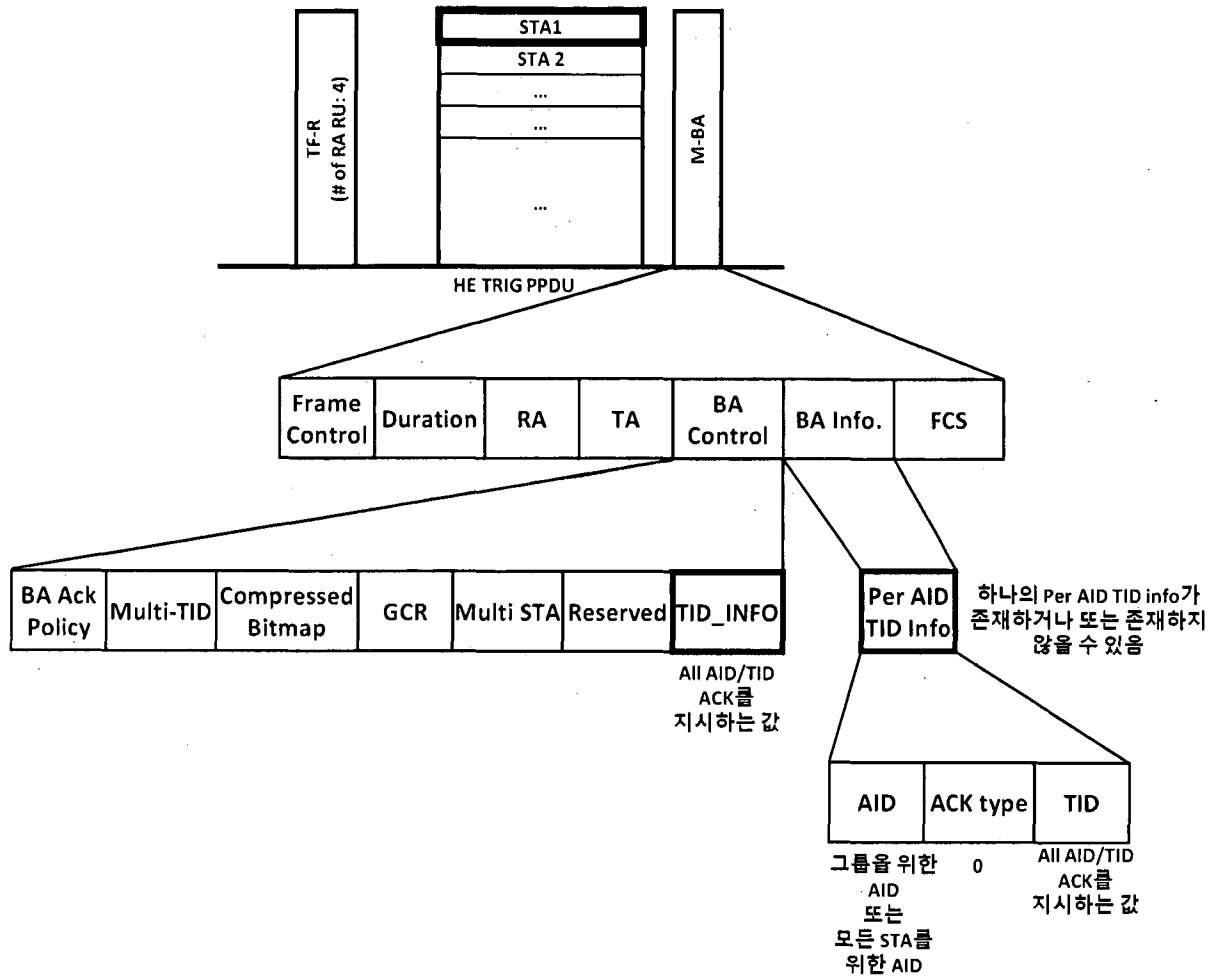 TF-R
(# of RA RU: 4)
STA1
STA 2
...
...
...
M-BA
HE TRIG PPDU
Frame
Control
Duration
RA
TA
BA
Control
BA Info.
FCS
BA Ack
Policy
Multi-TID
Compressed
Bitmap
GCR
Multi STA
Reserved
TID_INFO
All AID/TID
ACK를
지시하는 값
Per AID
TID Info
하나의 Per AID TID info가
존재하거나 또는 존재하지
않을 수 있음
AID
ACK type
TID
그룹을 위한
AID
또는
모든 STA를
위한 AID
0
All AID/TID
ACK를
지시하는 값